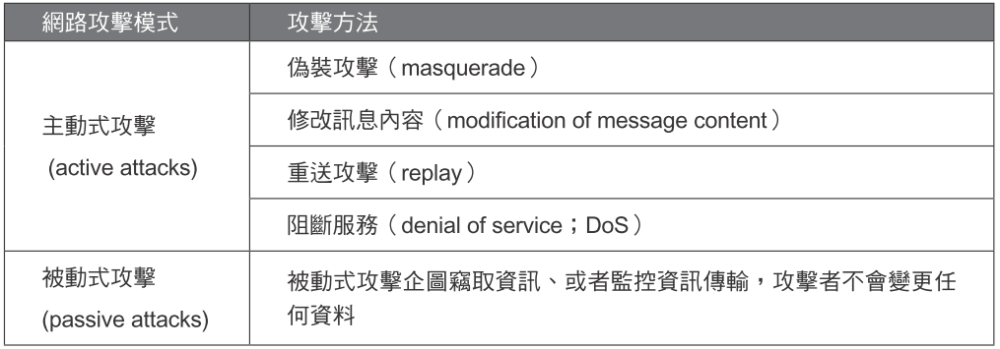 網路攻擊模式 攻擊方法
主動式攻擊
(active attacks)
偽裝攻擊（masquerade）
修改訊息內容（modification of message content）
重送攻擊（replay）
阻斷服務（denial of service；DoS）
被動式攻擊
(passive attacks)
被動式攻擊企圖竊取資訊、或者監控資訊傳輸，攻擊者不會變更任
何資料